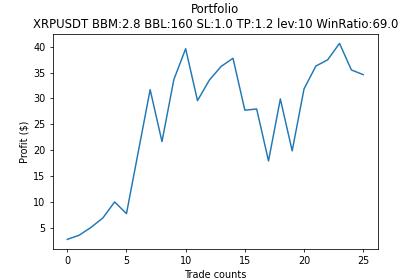 Portfolio
XRPUSDT BBM:2.8 BBL:160 SL:1.0 TP:1.2 lev:10 WinRatio:69.0
40
35
30
25
20
15
10
5
Profit ($)
0 5 10 15 20 25
Trade counts